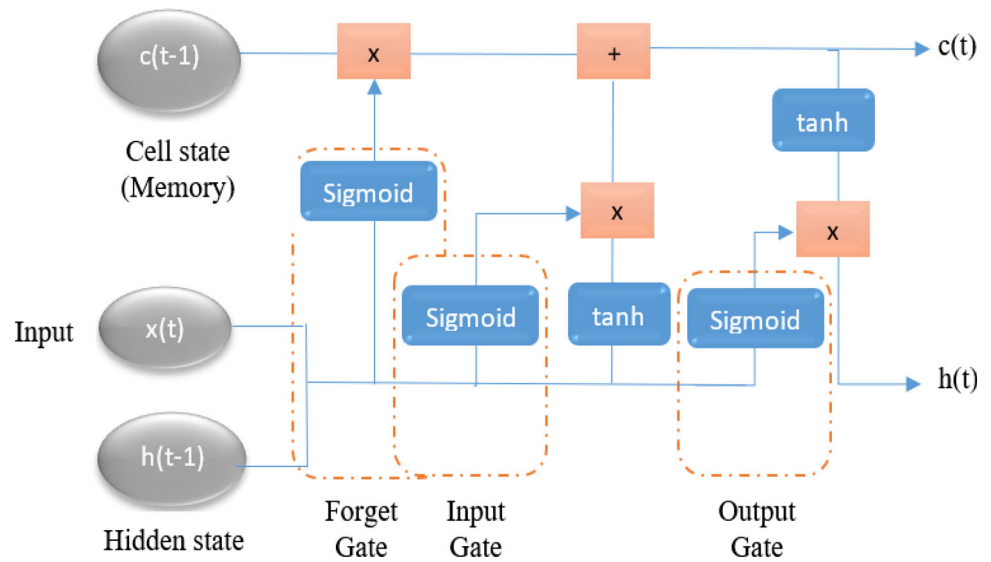 c(t-1)
x
+
c(t)
tanh
Cell state
(Memory)
Sigmoid
x
x
Input
x(t)
Sigmoid
tanh
Sigmoid
h(t)
h(t-1)
Hidden state
Forget
Gate
Input
Gate
Output
Gate